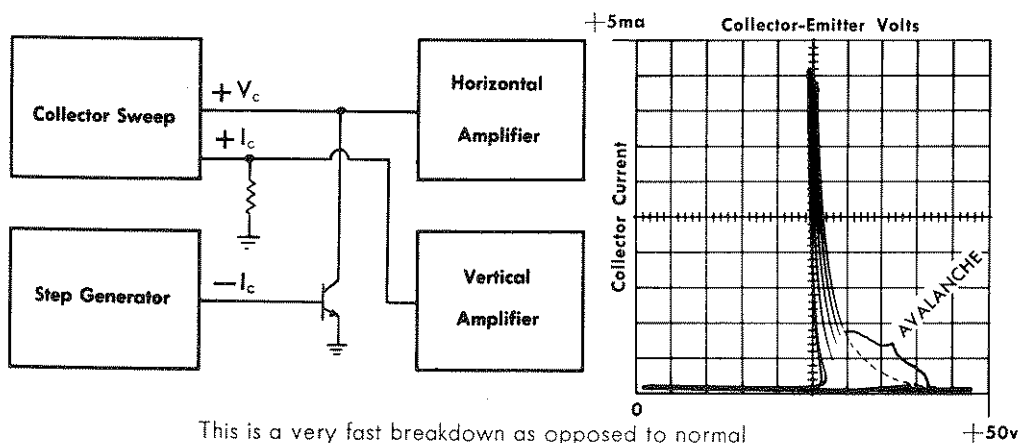 +5ma
Collector-Emitter Volts
Collector Sweep
+ Vc
+ Ic
Horizontal
Amplifier
Step Generator
− Ic
Vertical
Amplifier
Collector Current
AVALANCHE
0
+50v
This is a very fast breakdown as opposed to normal